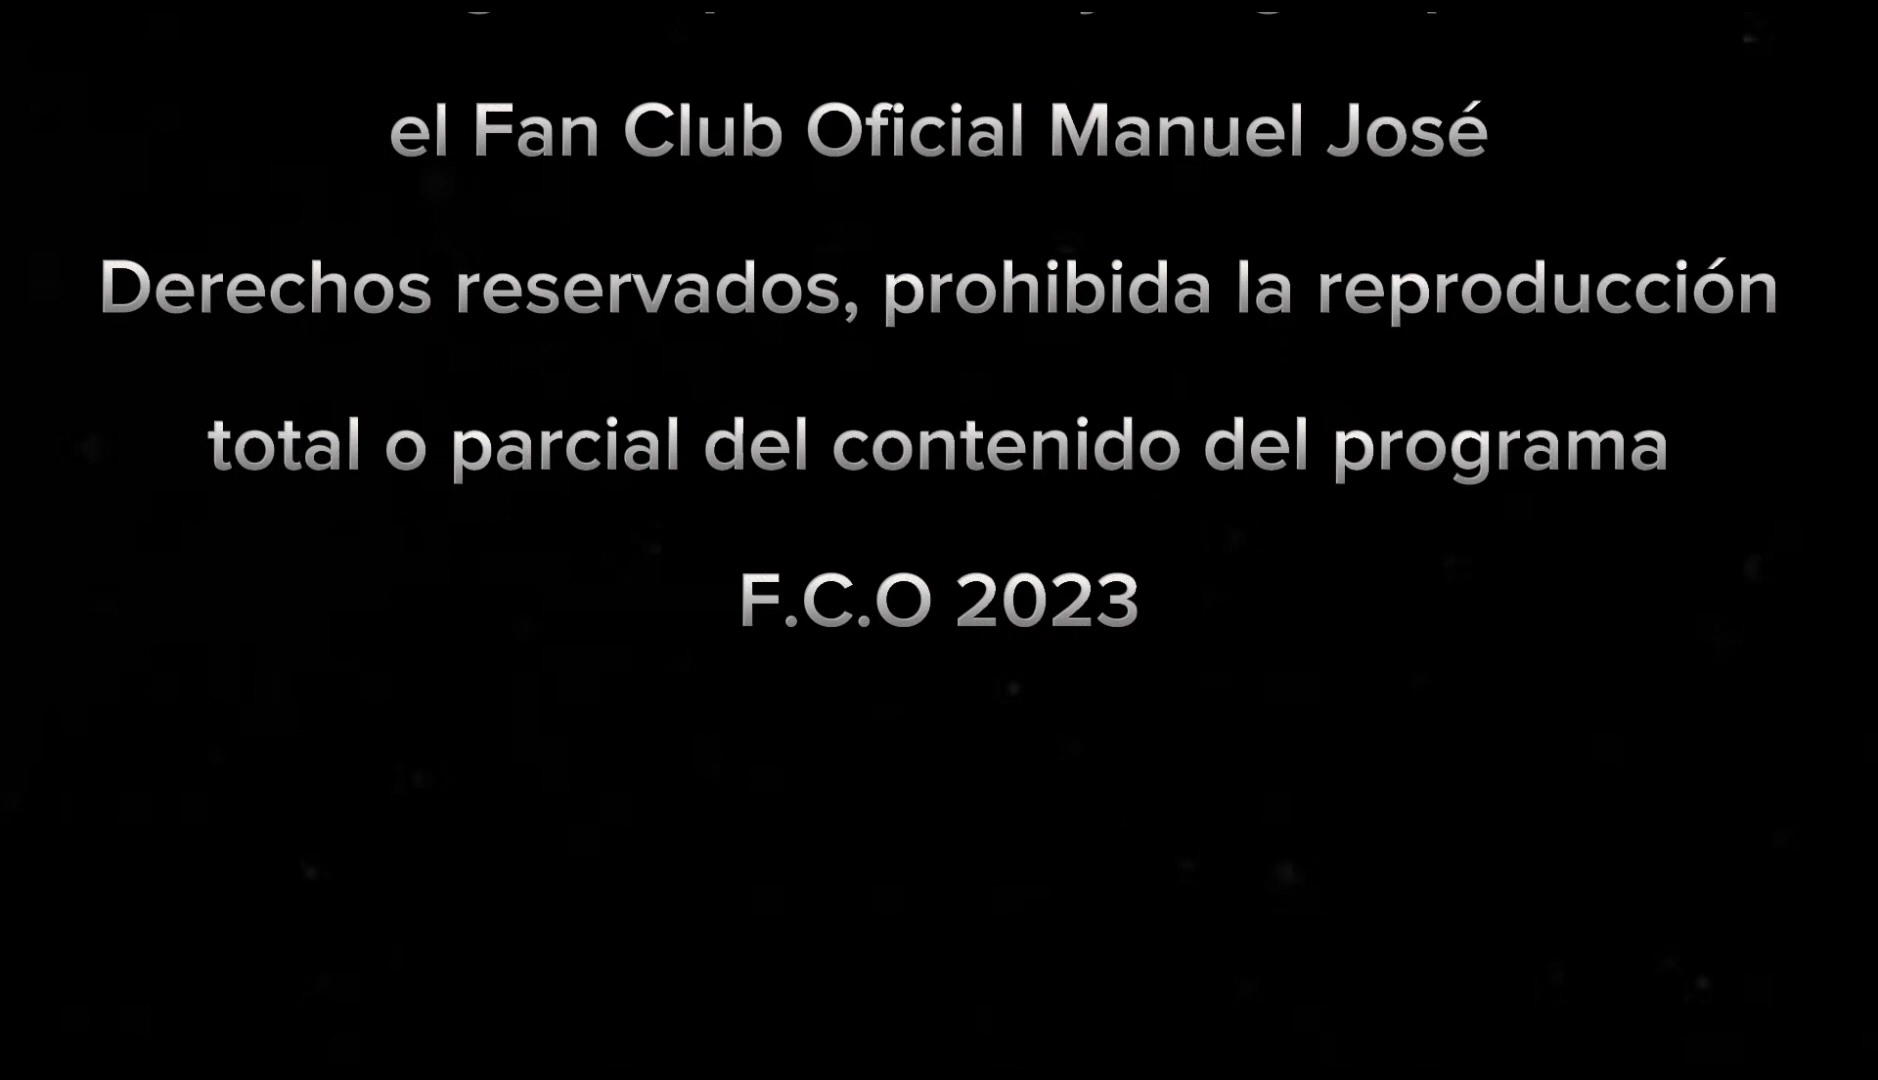 el Fan Club Oficial Manuel José
Derechos reservados, prohibida la reproducción
total o parcial del contenido del programa
F.C.O 2023